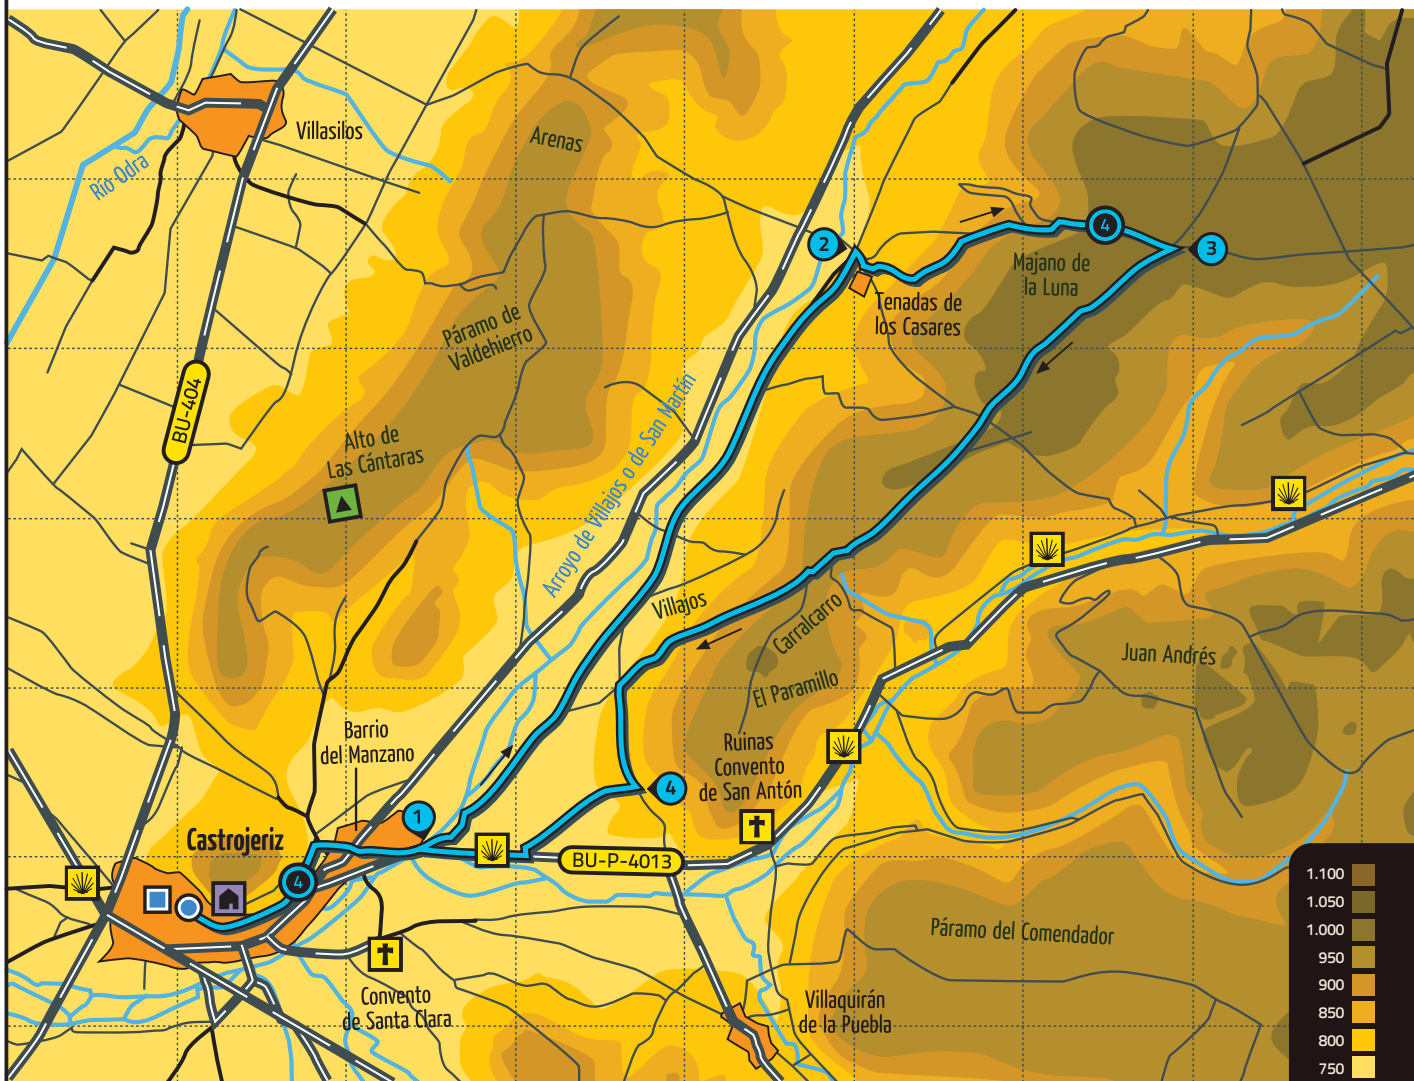 Villasilos
Río Odra
Arenas
2
4
3
Majano de
la Luna
Tenadas de
los Casares
Páramo de
Valdehierro
BU-404
Alto de
Las Cántaras
Arroyo de Villajos o de San Martín
Villajos
Carralcarro
El Paramillo
Juan Andrés
Barrio
del Manzano
Ruinas
Convento
de San Antón
4
1
Castrojeriz
BU-P-4013
4
Convento
de Santa Clara
Páramo del Comendador
Villaquirán
de la Puebla
1.100
1.050
1.000
950
900
850
800
750